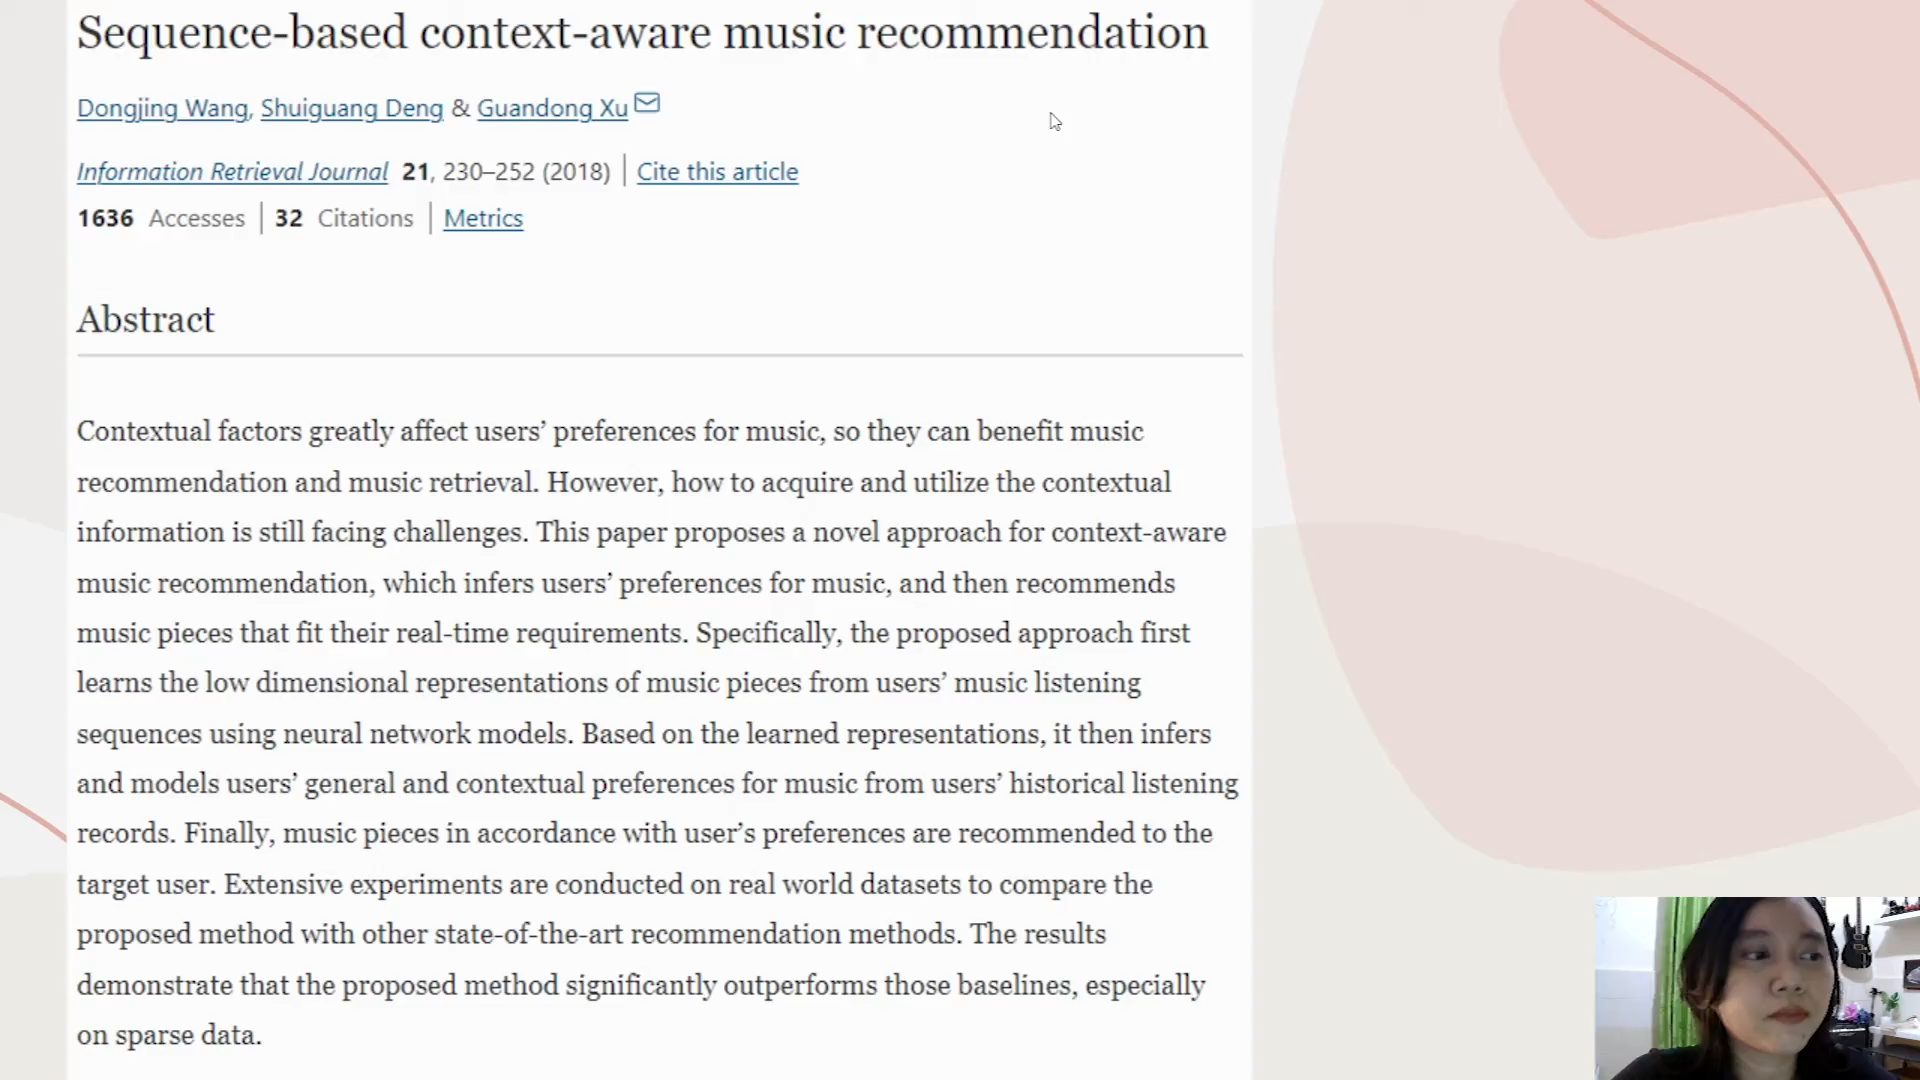 Sequence-based context-aware music recommendation
Dongjing Wang, Shuiguang Deng & Guandong Xu
Information Retrieval Journal 21, 230–252 (2018) | Cite this article
1636 Accesses | 32 Citations | Metrics
Abstract
Contextual factors greatly affect users’ preferences for music, so they can benefit music
recommendation and music retrieval. However, how to acquire and utilize the contextual
information is still facing challenges. This paper proposes a novel approach for context-aware
music recommendation, which infers users’ preferences for music, and then recommends
music pieces that fit their real-time requirements. Specifically, the proposed approach first
learns the low dimensional representations of music pieces from users’ music listening
sequences using neural network models. Based on the learned representations, it then infers
and models users’ general and contextual preferences for music from users’ historical listening
records. Finally, music pieces in accordance with user’s preferences are recommended to the
target user. Extensive experiments are conducted on real world datasets to compare the
proposed method with other state-of-the-art recommendation methods. The results
demonstrate that the proposed method significantly outperforms those baselines, especially
on sparse data.